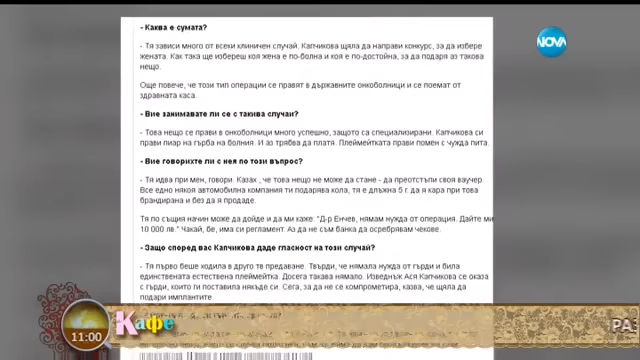 - Каква е сумата?
- Тя зависи много от всеки клиничен случай. Капчикова щяла да направи конкурс, за да избере
жената. Как така ще избереш коя жена е по-болна и коя е по-достойна, за да подаря аз такова
нещо.
Още повече, че този тип операции се правят в държавните онкоболници и се поемат от
здравната каса.
- Вие занимавате ли се с такива случаи?
- Това нещо се прави в онкоболници много успешно, защото са специализирани. Капчикова си
прави пиар на гърба на болния. И аз трябва да платя. Плеймейтката прави помен с чужда пита.
- Вие говорихте ли с нея по този въпрос?
- Тя идва при мен, говори. Казах , че това нещо не може да стане - да преотстъпи своя ваучер.
Все едно някоя автомобилна компания ти подарява кола, тя е длъжна 5 г. да я кара при това
брандирана и без да я продаде.
Тя по същия начин може да дойде и да ми каже: "Д-р Енчев, нямам нужда от операция. Дайте ми
10 000 лв." Чакай, бе, има си регламент. Аз да не съм банка да осребрявам чекове.
- Защо според вас Капчикова даде гласност на този случай?
- Тя първо беше ходила в друго тв предаване. Твърди, че нямала нужда от гърди и била
единствената естествена плеймейтка. Досега такава нямало. Изведнъж Ася Капчикова се оказа
с гърди, които ги поставила някъде си. Сега, за да не се компрометира, казва, че щяла да
подари имплантите
NOVA
11:00
Кафе
РАЗ